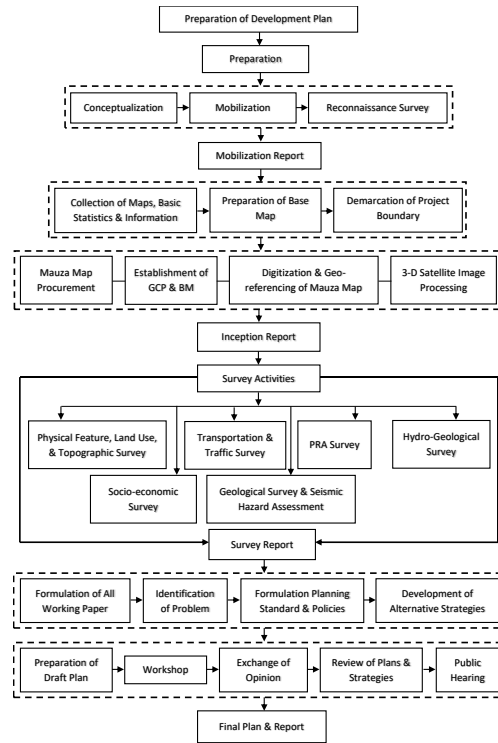 Preparation of Development Plan
Preparation
Conceptualization
Mobilization
Reconnaissance Survey
Mobilization Report
Collection of Maps, Basic
Statistics & Information
Preparation of Base
Map
Demarcation of Project
Boundary
Mauza Map
Procurement
Establishment of
GCP & BM
Digitization & Geo-
referencing of Mauza Map
3-D Satellite Image
Processing
Inception Report
Survey Activities
Physical Feature, Land Use,
& Topographic Survey
Transportation &
Traffic Survey
PRA Survey
Hydro-Geological
Survey
Socio-economic
Survey
Geological Survey & Seismic
Hazard Assessment
Survey Report
Formulation of All
Working Paper
Identification
of Problem
Formulation Planning
Standard & Policies
Development of
Alternative Strategies
Preparation of
Draft Plan
Workshop
Exchange of
Opinion
Review of Plans &
Strategies
Public
Hearing
Final Plan & Report